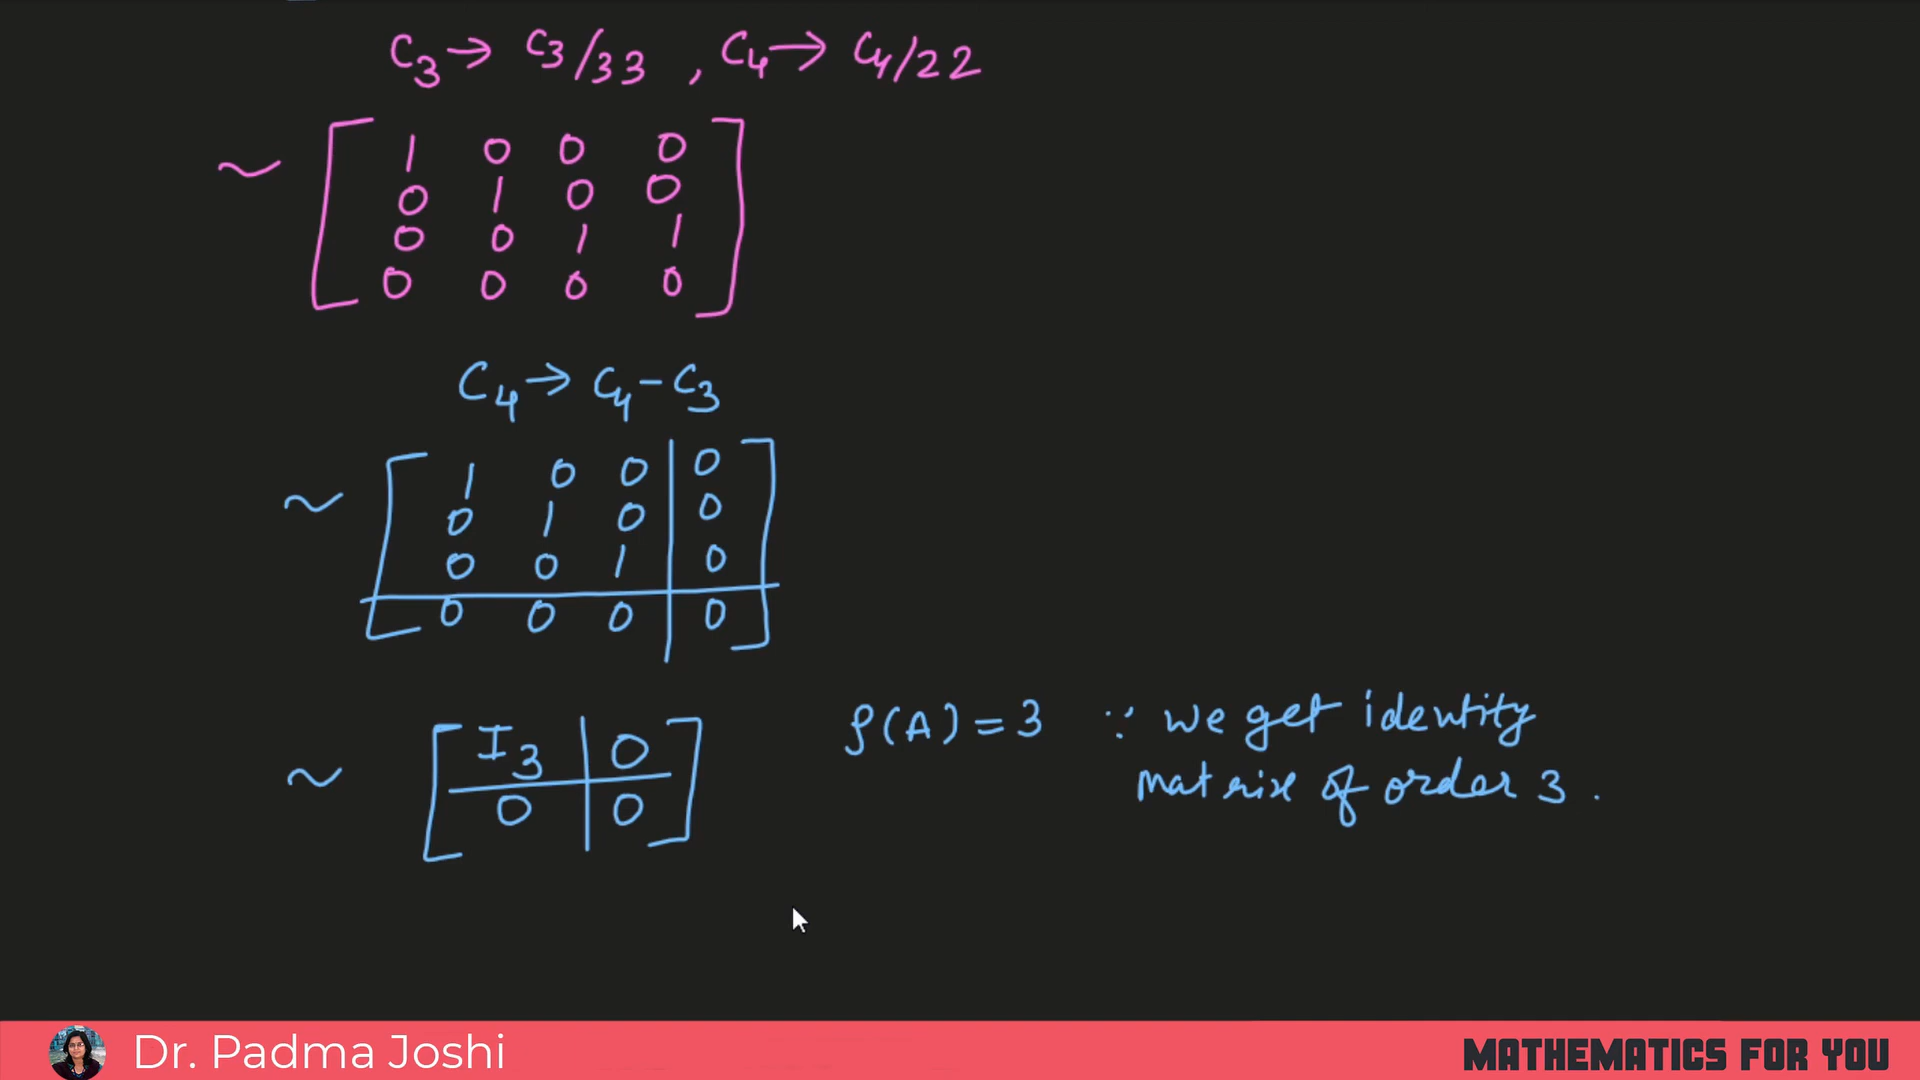 C₃ → C₃/33 , C₄ → C₄/22
~ [ 1 0 0 0
0 1 0 0
0 0 1 1
0 0 0 0 ]
C₄ → C₄ - C₃
~ [ 1 0 0 | 0
0 1 0 | 0
0 0 1 | 0
0 0 0 | 0 ]
~ [ I₃ | 0
0 | 0 ]
ρ(A) = 3 ∵ we get identity
matrix of order 3 .
Dr. Padma Joshi
MATHEMATICS FOR YOU